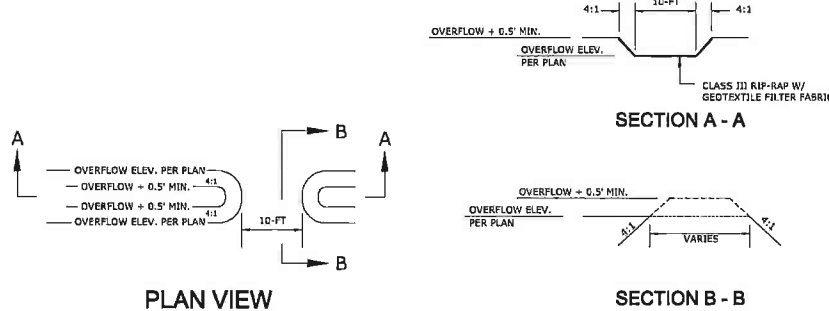 10-FT
4:1 4:1
OVERFLOW + 0.5' MIN.
OVERFLOW ELEV.
PER PLAN
CLASS III RIP-RAP W/
GEOTEXTILE FILTER FABRIC
SECTION A - A
A B A
OVERFLOW ELEV. PER PLAN
OVERFLOW + 0.5' MIN. 4:1
OVERFLOW + 0.5' MIN.
OVERFLOW ELEV. PER PLAN 4:1
10-FT
B
PLAN VIEW
OVERFLOW + 0.5' MIN.
OVERFLOW ELEV.
PER PLAN
4:1 VARIES 4:1
SECTION B - B